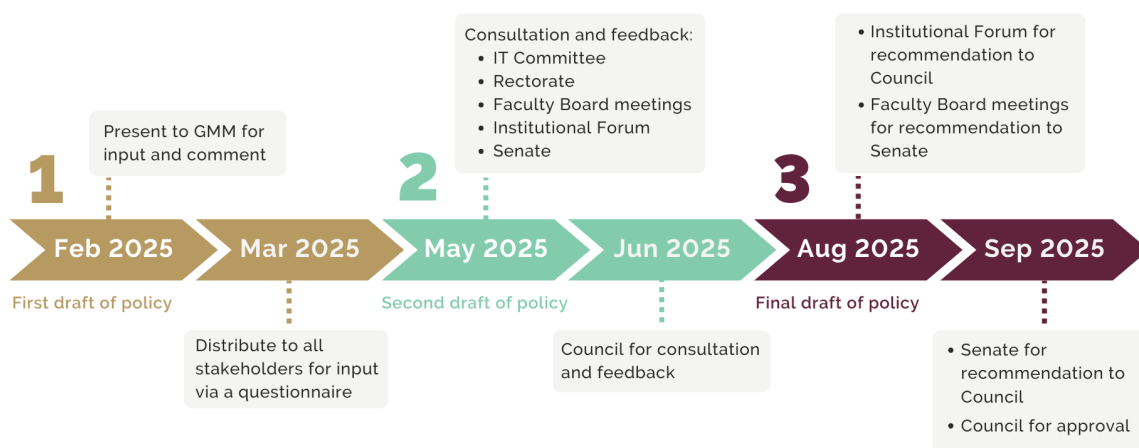 1
Present to GMM for
input and comment
Feb 2025
First draft of policy
Mar 2025
Distribute to all
stakeholders for input
via a questionnaire
2
Consultation and feedback:
• IT Committee
• Rectorate
• Faculty Board meetings
• Institutional Forum
• Senate
May 2025
Second draft of policy
Jun 2025
Council for consultation
and feedback
3
• Institutional Forum for
recommendation to
Council
• Faculty Board meetings
for recommendation to
Senate
Aug 2025
Final draft of policy
Sep 2025
• Senate for
recommendation to
Council
• Council for approval